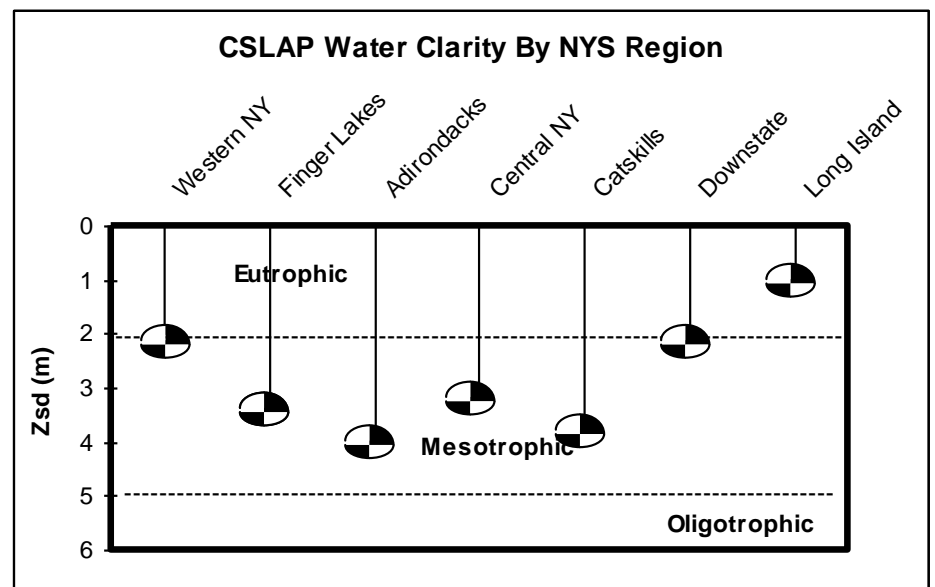 CSLAP Water Clarity By NYS Region
Western NY
Finger Lakes
Adirondacks
Central NY
Catskills
Downstate
Long Island
0
1
2
3
4
5
6
Zsd (m)
Eutrophic
Mesotrophic
Oligotrophic